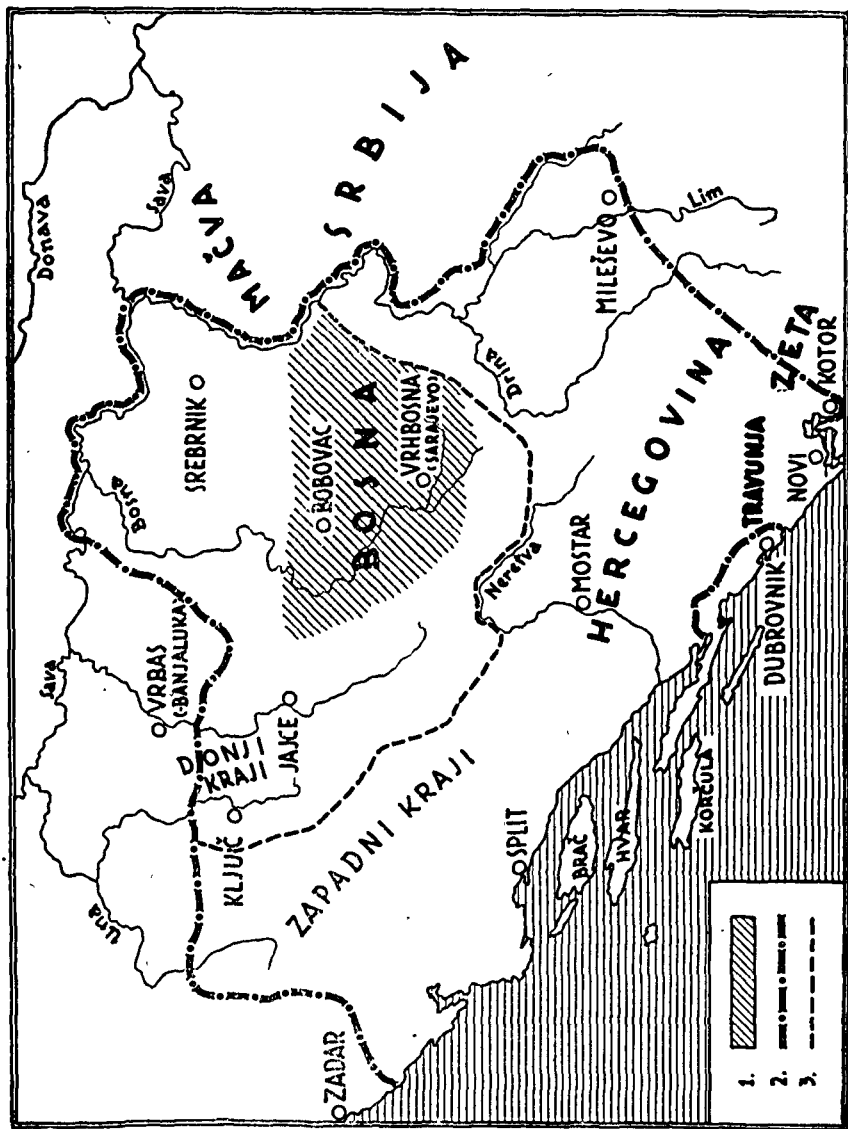 Donava
Sava
Sava
MAČVA
SRBIJA
Una
VRBAS
(-BANJALUKA)
Bosna
SREBRNIK
DONJI
KRAJI
KLJUČ
JAJCE
BOBOVAC
BOSNA
VRHBOSNA
(SARAJEVO)
Drina
Lim
MILEŠEVO
ZAPADNI KRAJI
Neretva
MOSTAR
HERCEGOVINA
ZADAR
SPLIT
BRAČ
HVAR
KORČULA
TRAVUNJA
ZETA
DUBROVNIK
NOVI
KOTOR
1.
2.
3.